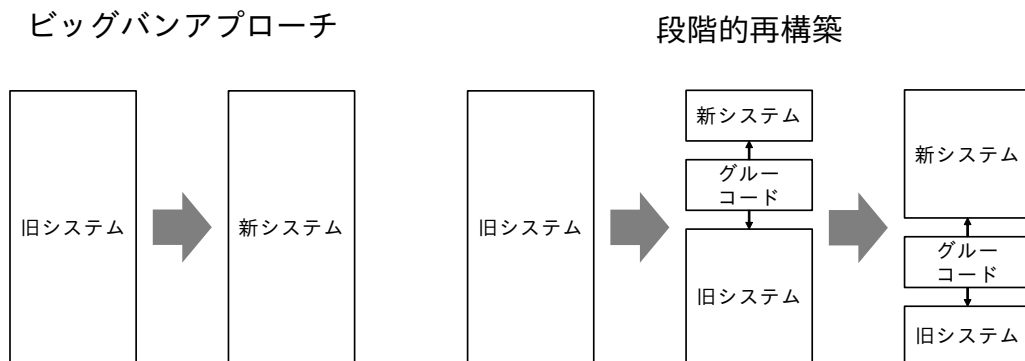 ビッグバンアプローチ
旧システム
新システム
段階的再構築
旧システム
新システム
グルー
コード
旧システム
新システム
グルー
コード
旧システム